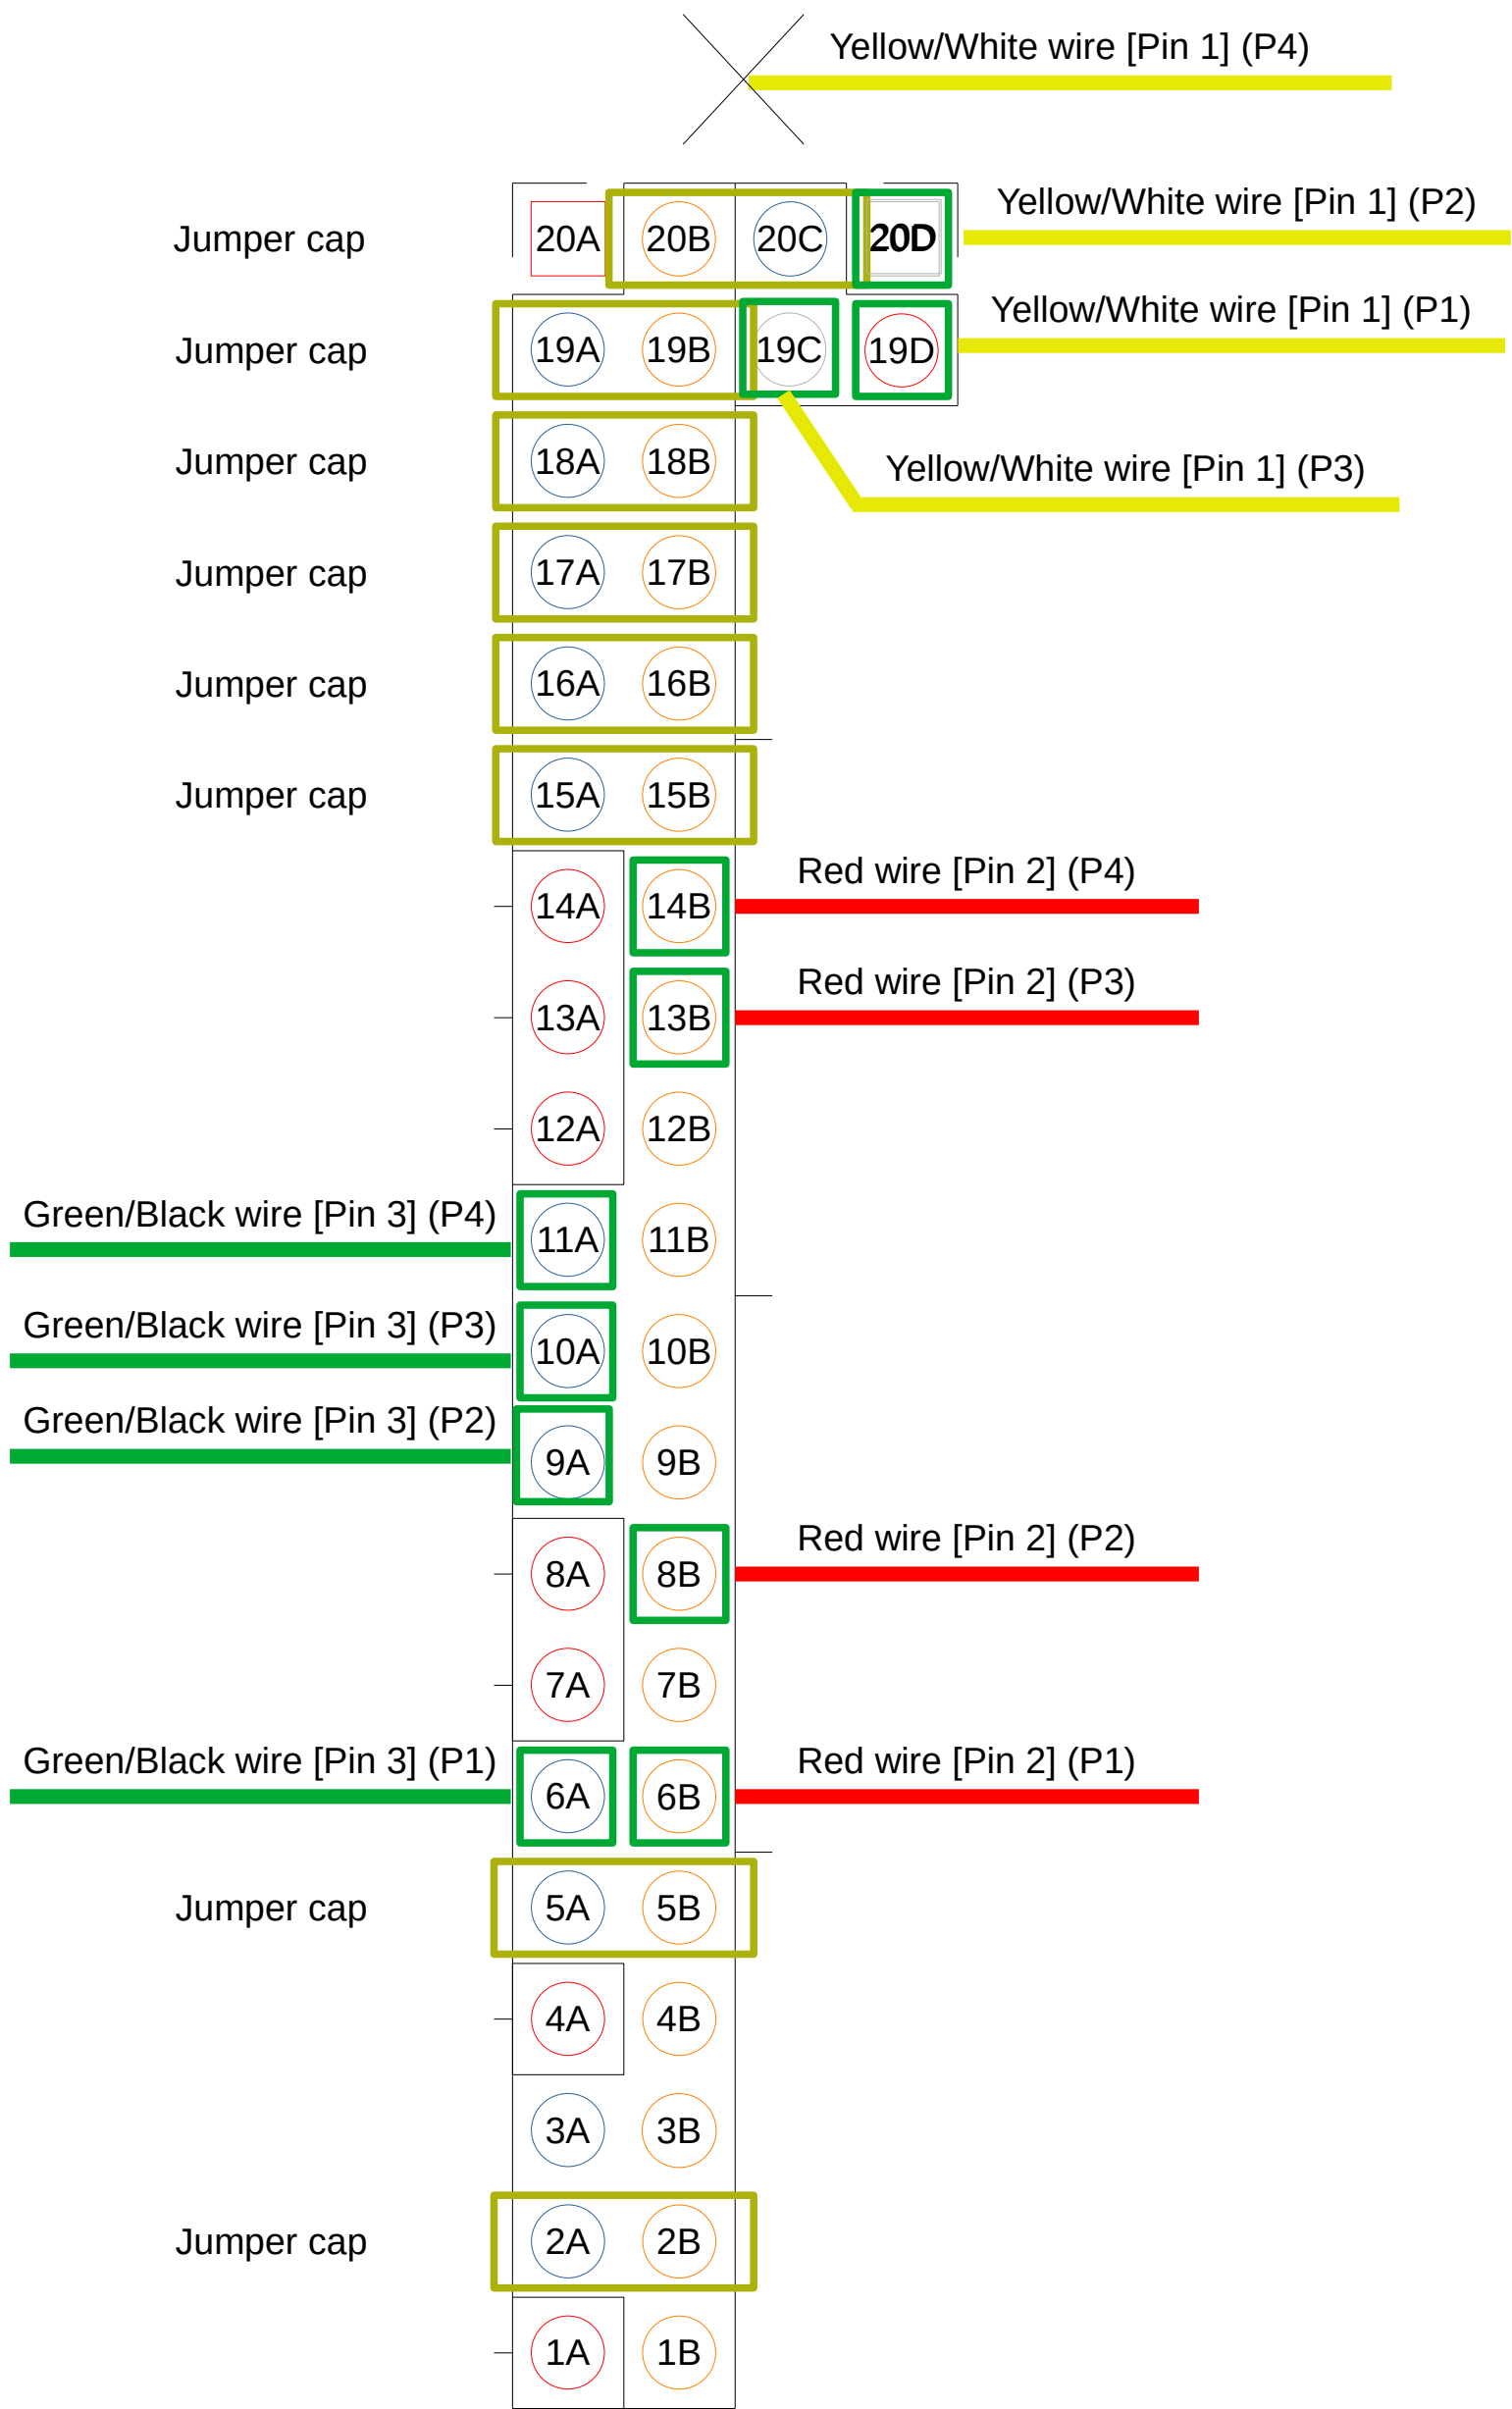 Yellow/White wire [Pin 1] (P4)
Yellow/White wire [Pin 1] (P2)
Jumper cap 20A 20B 20C 20D
Yellow/White wire [Pin 1] (P1)
Jumper cap 19A 19B 19C 19D
Jumper cap 18A 18B Yellow/White wire [Pin 1] (P3)
Jumper cap 17A 17B
Jumper cap 16A 16B
Jumper cap 15A 15B
Red wire [Pin 2] (P4)
14A 14B
Red wire [Pin 2] (P3)
13A 13B
12A 12B
Green/Black wire [Pin 3] (P4)
11A 11B
Green/Black wire [Pin 3] (P3)
10A 10B
Green/Black wire [Pin 3] (P2)
9A 9B
Red wire [Pin 2] (P2)
8A 8B
7A 7B
Green/Black wire [Pin 3] (P1) Red wire [Pin 2] (P1)
6A 6B
Jumper cap 5A 5B
4A 4B
3A 3B
Jumper cap 2A 2B
1A 1B